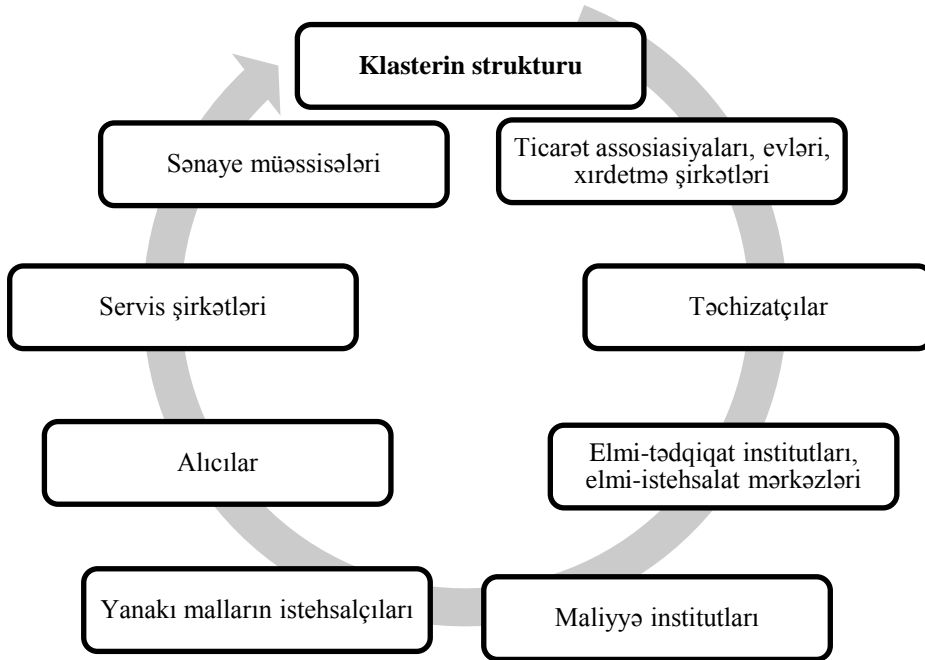 Klasterin strukturu
Ticarət assosiasiyaları, evləri,
xırdetmə şirkətləri
Təchizatçılar
Elmi-tədqiqat institutları,
elmi-istehsalat mərkəzləri
Maliyyə institutları
Yanakı malların istehsalçıları
Alıcılar
Servis şirkətləri
Sənaye müəssisələri